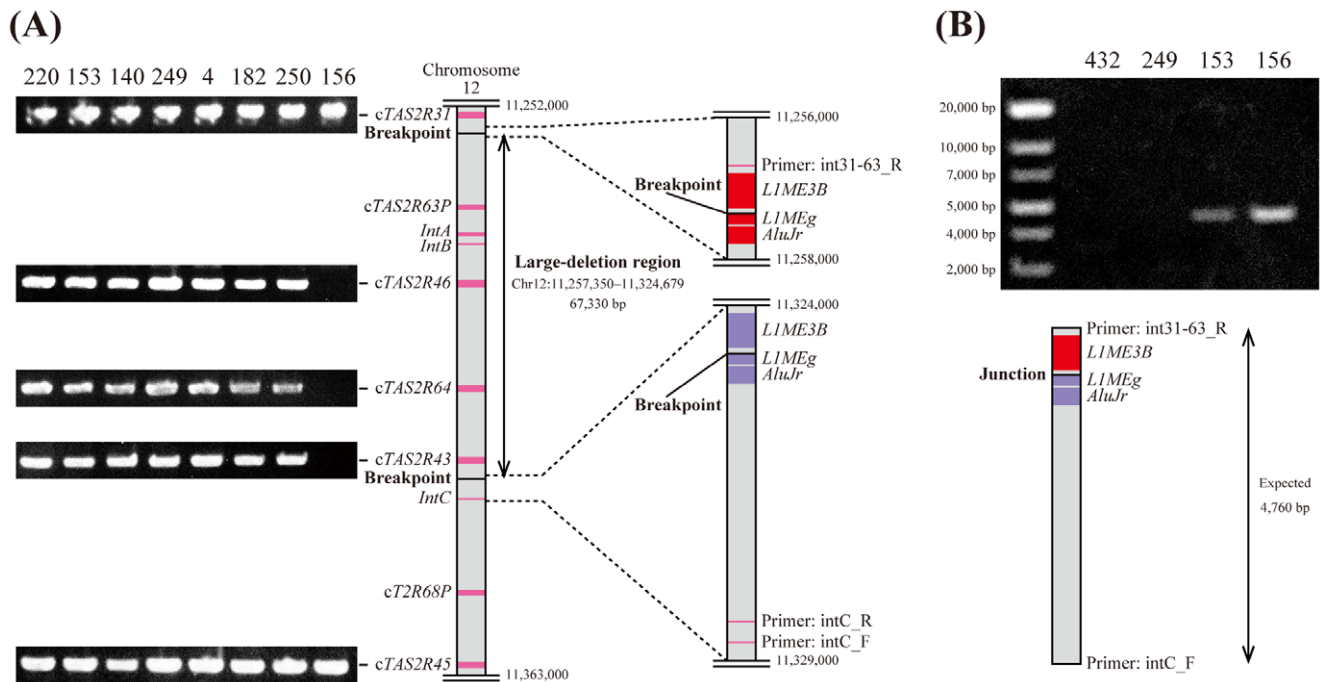 (A)
220 153 140 249 4 182 250 156
Chromosome
12
11,252,000
cTAS2R31
Breakpoint
cTAS2R63P
IntA
IntB
cTAS2R46
cTAS2R64
cTAS2R43
Breakpoint
IntC
cT2R68P
cTAS2R45
11,363,000
Large-deletion region
Chr12:11,257,350–11,324,679
67,330 bp
11,256,000
Primer: int31-63_R
Breakpoint
L1ME3B
L1MEg
AluJr
11,258,000
11,324,000
L1ME3B
L1MEg
AluJr
Breakpoint
Primer: intC_R
Primer: intC_F
11,329,000
(B)
432 249 153 156
20,000 bp
10,000 bp
7,000 bp
5,000 bp
4,000 bp
2,000 bp
Primer: int31-63_R
L1ME3B
Junction
L1MEg
AluJr
Expected
4,760 bp
Primer: intC_F